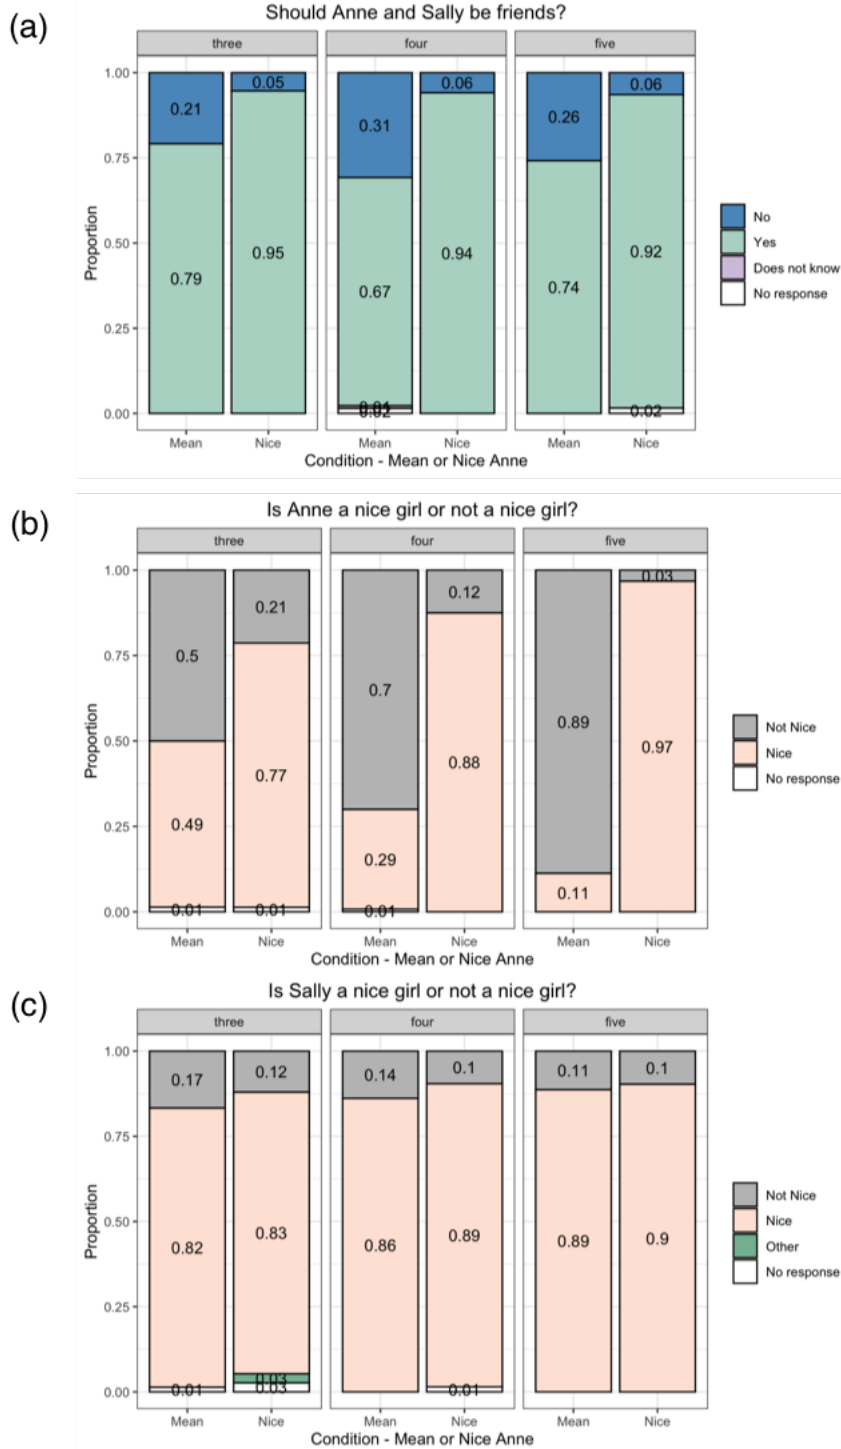 (a)
Should Anne and Sally be friends?
three four five
Proportion
1.00
0.75
0.50
0.25
0.00
0.21 0.05 0.31 0.06 0.26 0.06
0.79 0.95 0.67 0.94 0.74 0.92
0.02 0.02
Mean Nice Mean Nice Mean Nice
Condition - Mean or Nice Anne
No
Yes
Does not know
No response
(b)
Is Anne a nice girl or not a nice girl?
three four five
Proportion
1.00
0.75
0.50
0.25
0.00
0.5 0.21 0.7 0.12 0.89 0.03
0.49 0.77 0.29 0.88 0.11 0.97
0.01 0.01 0.01
Mean Nice Mean Nice Mean Nice
Condition - Mean or Nice Anne
Not Nice
Nice
No response
(c)
Is Sally a nice girl or not a nice girl?
three four five
Proportion
1.00
0.75
0.50
0.25
0.00
0.17 0.12 0.14 0.1 0.11 0.1
0.82 0.83 0.86 0.89 0.89 0.9
0.03
0.01 0.03 0.01
Mean Nice Mean Nice Mean Nice
Condition - Mean or Nice Anne
Not Nice
Nice
Other
No response